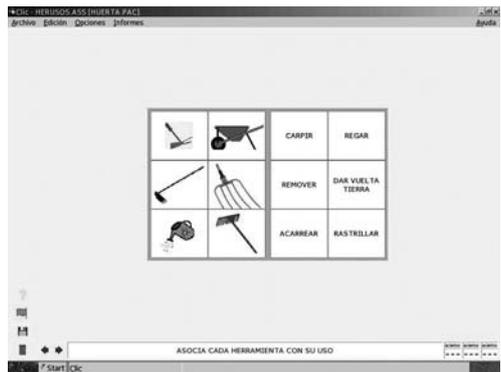 Clic - HERUSOS.ASS [HUERTA.PAC]
Archivo Edición Opciones Informes Ayuda
CARPIR REGAR
REMOVER DAR VUELTA
TIERRA
ACARREAR RASTRILLAR
ASOCIA CADA HERRAMIENTA CON SU USO
Start Clic